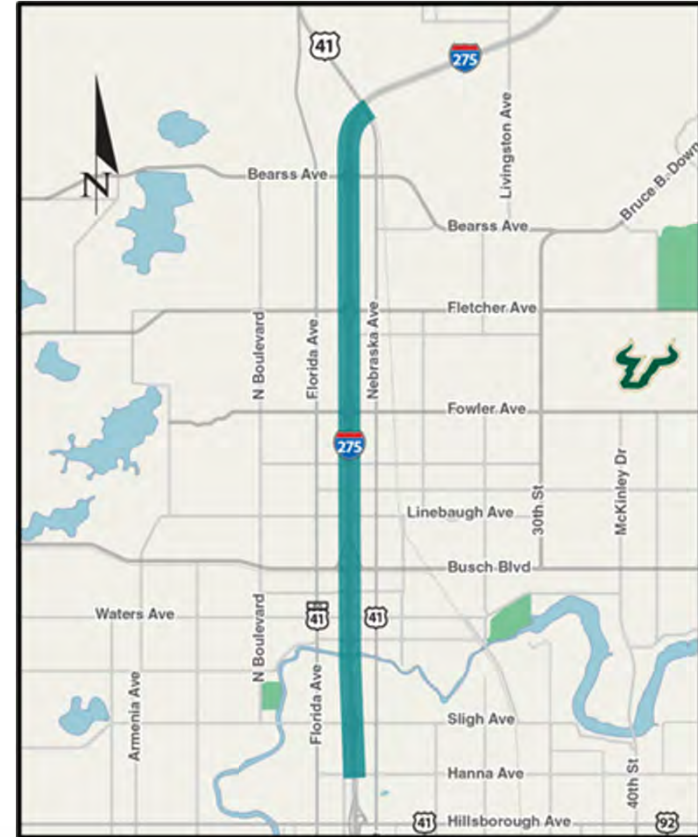 41
275
Livingston Ave
Bearss Ave
N
Bruce B. Down
Bearss Ave
Fletcher Ave
N Boulevard
Florida Ave
Nebraska Ave
Fowler Ave
275
McKinley Dr
30th St
Linebaugh Ave
Busch Blvd
Waters Ave
41
41
N Boulevard
Florida Ave
Armenia Ave
Sligh Ave
Hanna Ave
40th St
41
Hillsborough Ave
92